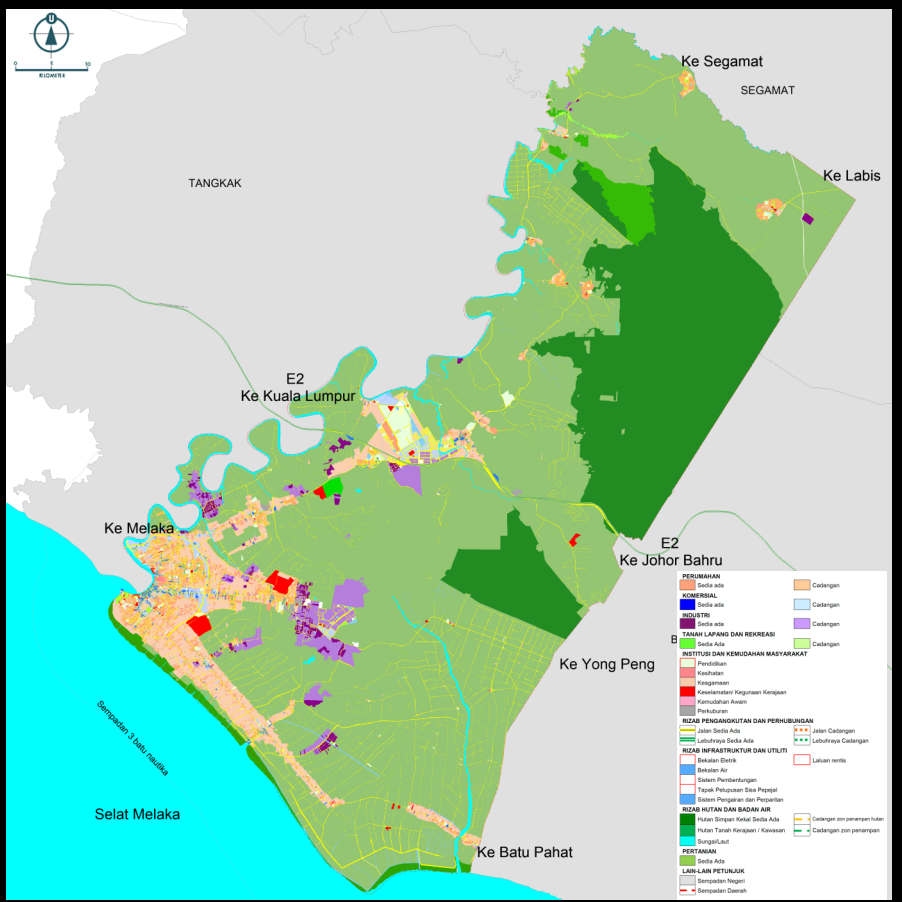 U
0 5 10
KILOMETER
Ke Segamat
SEGAMAT
Ke Labis
TANGKAK
E2
Ke Kuala Lumpur
Ke Melaka
E2
Ke Johor Bahru
Ke Yong Peng
Sempadan 3 batu nautika
Selat Melaka
Ke Batu Pahat
B
PERUMAHAN
Sedia ada Cadangan
KOMERSIAL
Sedia ada Cadangan
INDUSTRI
Sedia ada Cadangan
TANAH LAPANG DAN REKREASI
Sedia Ada Cadangan
INSTITUSI DAN KEMUDAHAN MASYARAKAT
Pendidikan
Kesihatan
Keagamaan
Keselamatan/ Kegunaan Kerajaan
Kemudahan Awam
Perkuburan
RIZAB PENGANGKUTAN DAN PERHUBUNGAN
Jalan Sedia Ada Jalan Cadangan
Lebuhraya Sedia Ada Lebuhraya Cadangan
RIZAB INFRASTRUKTUR DAN UTILITI
Bekalan Eletrik Laluan rentis
Bekalan Air
Sistem Pembentungan
Tapak Pelupusan Sisa Pepejal
Sistem Pengairan dan Perparitan
RIZAB HUTAN DAN BADAN AIR
Hutan Simpan Kekal Sedia Ada Cadangan zon penampan hutan
Hutan Tanah Kerajaan / Kawasan Cadangan zon penampan
Sungai/Laut
PERTANIAN
Sedia Ada
LAIN-LAIN PETUNJUK
Sempadan Negeri
Sempadan Daerah